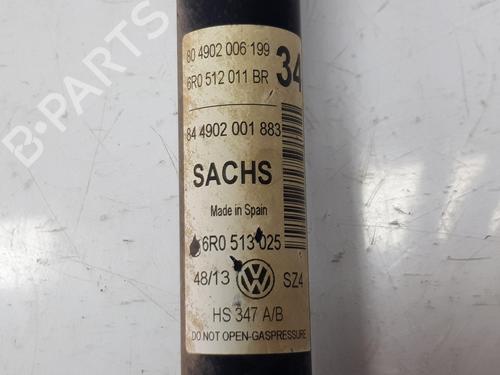 80 4902 006 199
34
6R0 512 011 BR
84 4902 001 883
SACHS
Made in Spain
6R0 513 025
48/13 VW SZ4
HS 347 A/B
DO NOT OPEN-GASPRESSURE
B-PARTS